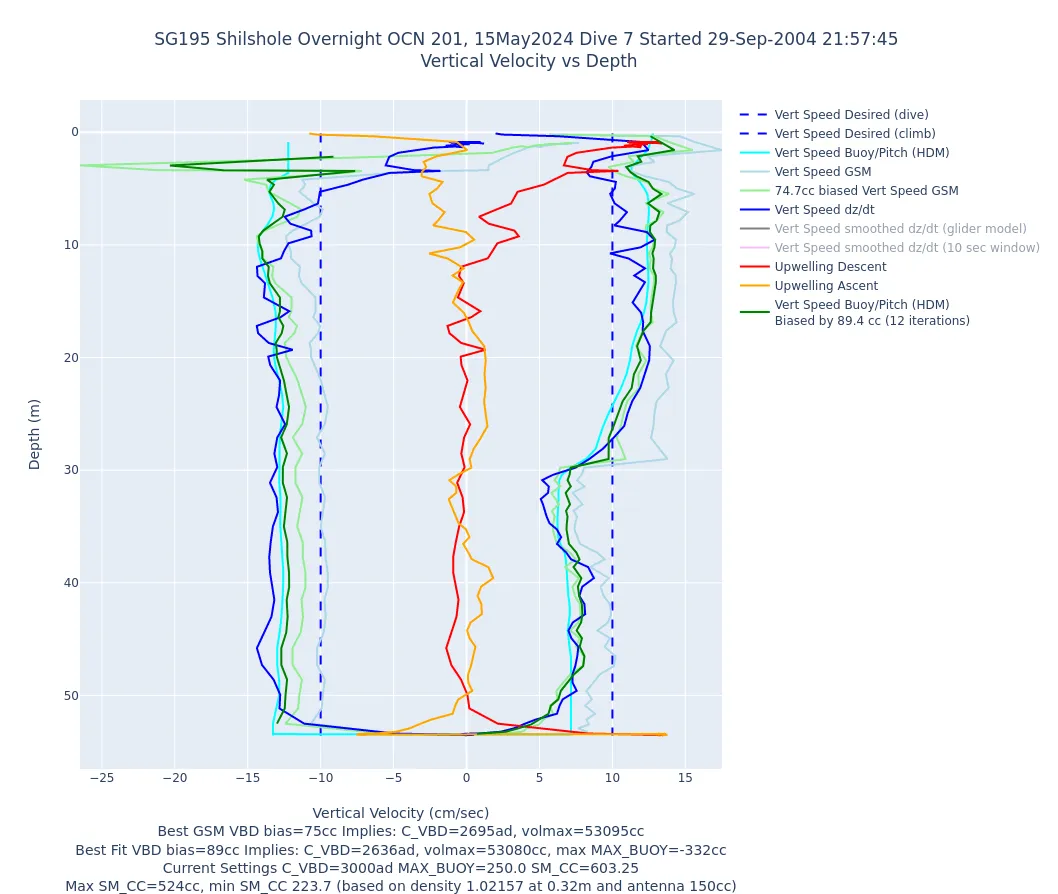 SG195 Shilshole Overnight OCN 201, 15May2024 Dive 7 Started 29-Sep-2004 21:57:45
Vertical Velocity vs Depth
Vert Speed Desired (dive)
Vert Speed Desired (climb)
Vert Speed Buoy/Pitch (HDM)
Vert Speed GSM
74.7cc biased Vert Speed GSM
Vert Speed dz/dt
Vert Speed smoothed dz/dt (glider model)
Vert Speed smoothed dz/dt (10 sec window)
Upwelling Descent
Upwelling Ascent
Vert Speed Buoy/Pitch (HDM)
Biased by 89.4 cc (12 iterations)
Depth (m)
0
10
20
30
40
50
−25
−20
−15
−10
−5
0
5
10
15
Vertical Velocity (cm/sec)
Best GSM VBD bias=75cc Implies: C_VBD=2695ad, volmax=53095cc
Best Fit VBD bias=89cc Implies: C_VBD=2636ad, volmax=53080cc, max MAX_BUOY=-332cc
Current Settings C_VBD=3000ad MAX_BUOY=250.0 SM_CC=603.25
Max SM_CC=524cc, min SM_CC 223.7 (based on density 1.02157 at 0.32m and antenna 150cc)